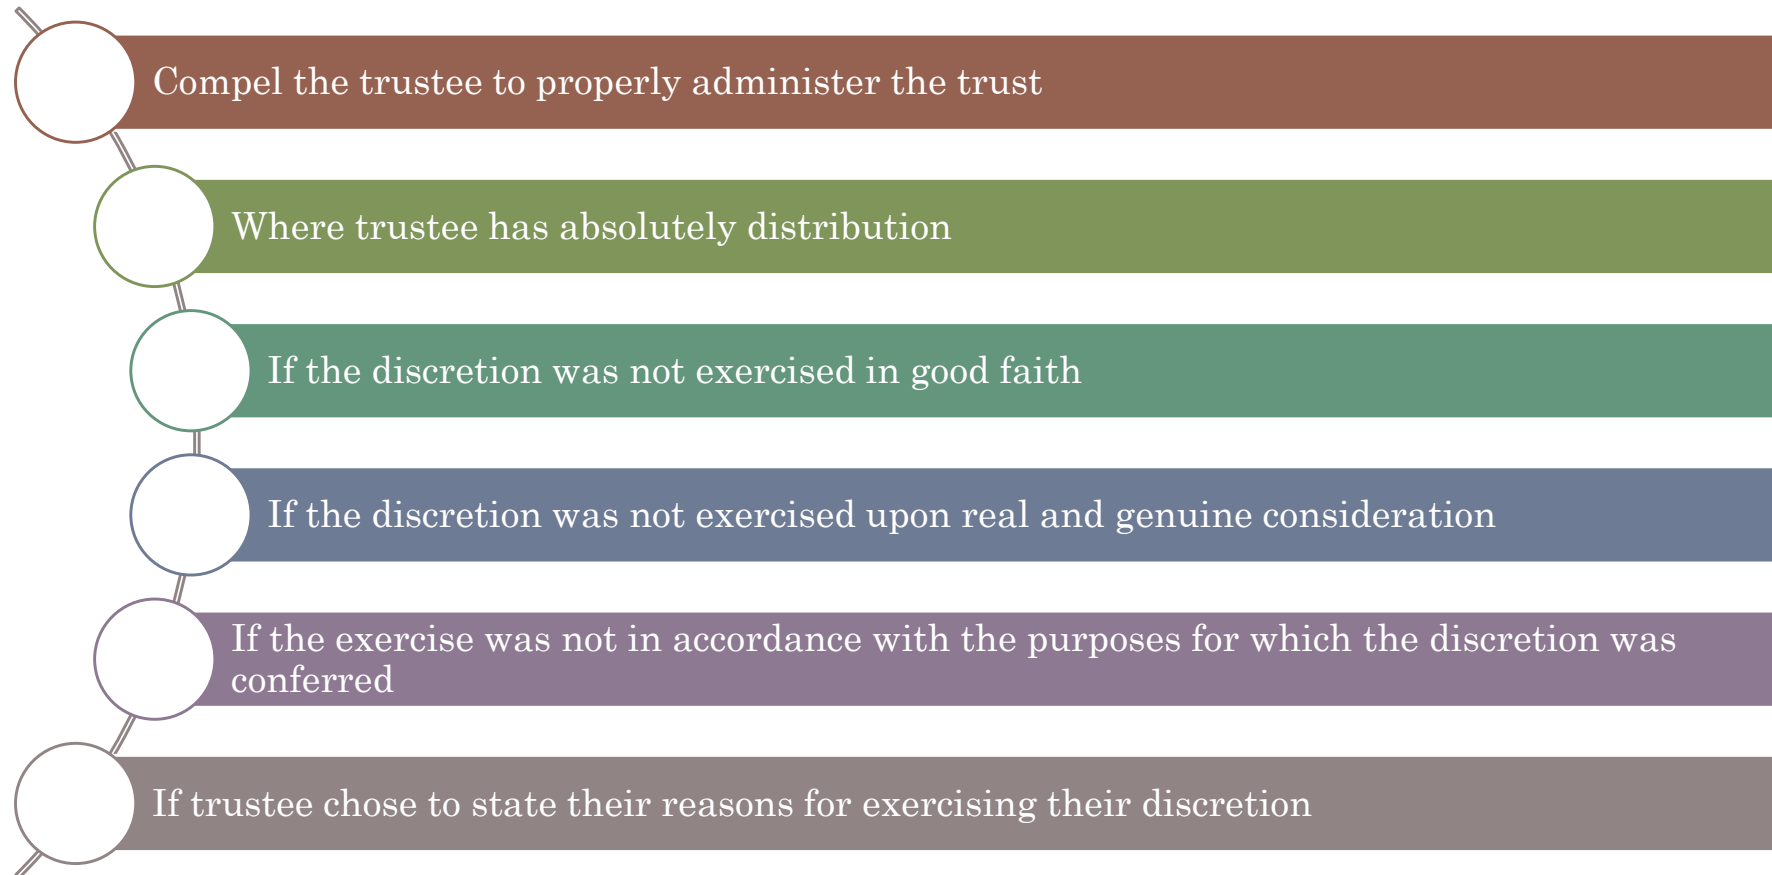 Compel the trustee to properly administer the trust
Where trustee has absolutely distribution
If the discretion was not exercised in good faith
If the discretion was not exercised upon real and genuine consideration
If the exercise was not in accordance with the purposes for which the discretion was
conferred
If trustee chose to state their reasons for exercising their discretion